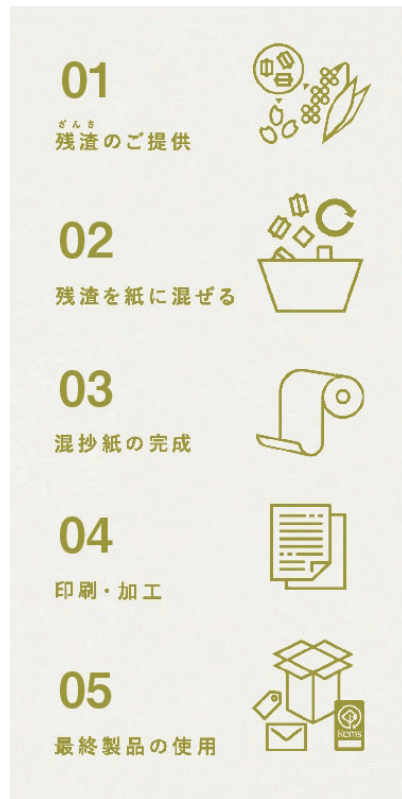 01
ざんさ
残渣のご提供
02
残渣を紙に混ぜる
03
混抄紙の完成
04
印刷・加工
05
最終製品の使用
kems